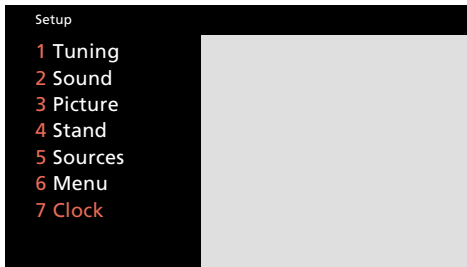 Setup
1 Tuning
2 Sound
3 Picture
4 Stand
5 Sources
6 Menu
7 Clock